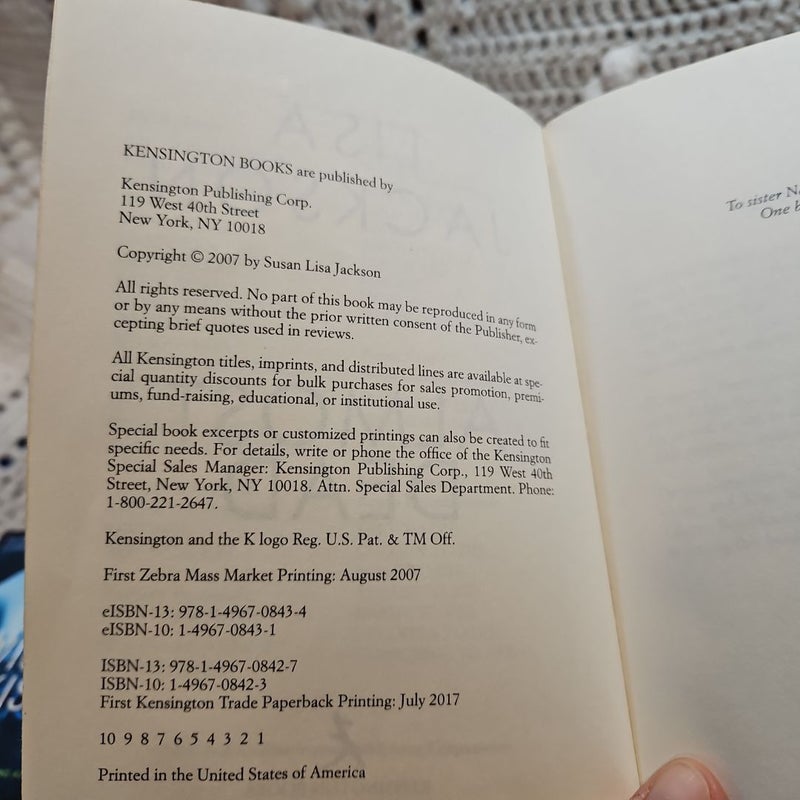 KENSINGTON BOOKS are published by
Kensington Publishing Corp.
119 West 40th Street
New York, NY 10018
Copyright © 2007 by Susan Lisa Jackson
All rights reserved. No part of this book may be reproduced in any form
or by any means without the prior written consent of the Publisher, ex-
cepting brief quotes used in reviews.
All Kensington titles, imprints, and distributed lines are available at spe-
cial quantity discounts for bulk purchases for sales promotion, premi-
ums, fund-raising, educational, or institutional use.
Special book excerpts or customized printings can also be created to fit
specific needs. For details, write or phone the office of the Kensington
Special Sales Manager: Kensington Publishing Corp., 119 West 40th
Street, New York, NY 10018. Attn. Special Sales Department. Phone:
1-800-221-2647.
Kensington and the K logo Reg. U.S. Pat. & TM Off.
First Zebra Mass Market Printing: August 2007
eISBN-13: 978-1-4967-0843-4
eISBN-10: 1-4967-0843-1
ISBN-13: 978-1-4967-0842-7
ISBN-10: 1-4967-0842-3
First Kensington Trade Paperback Printing: July 2017
10 9 8 7 6 5 4 3 2 1
Printed in the United States of America
To sister
One